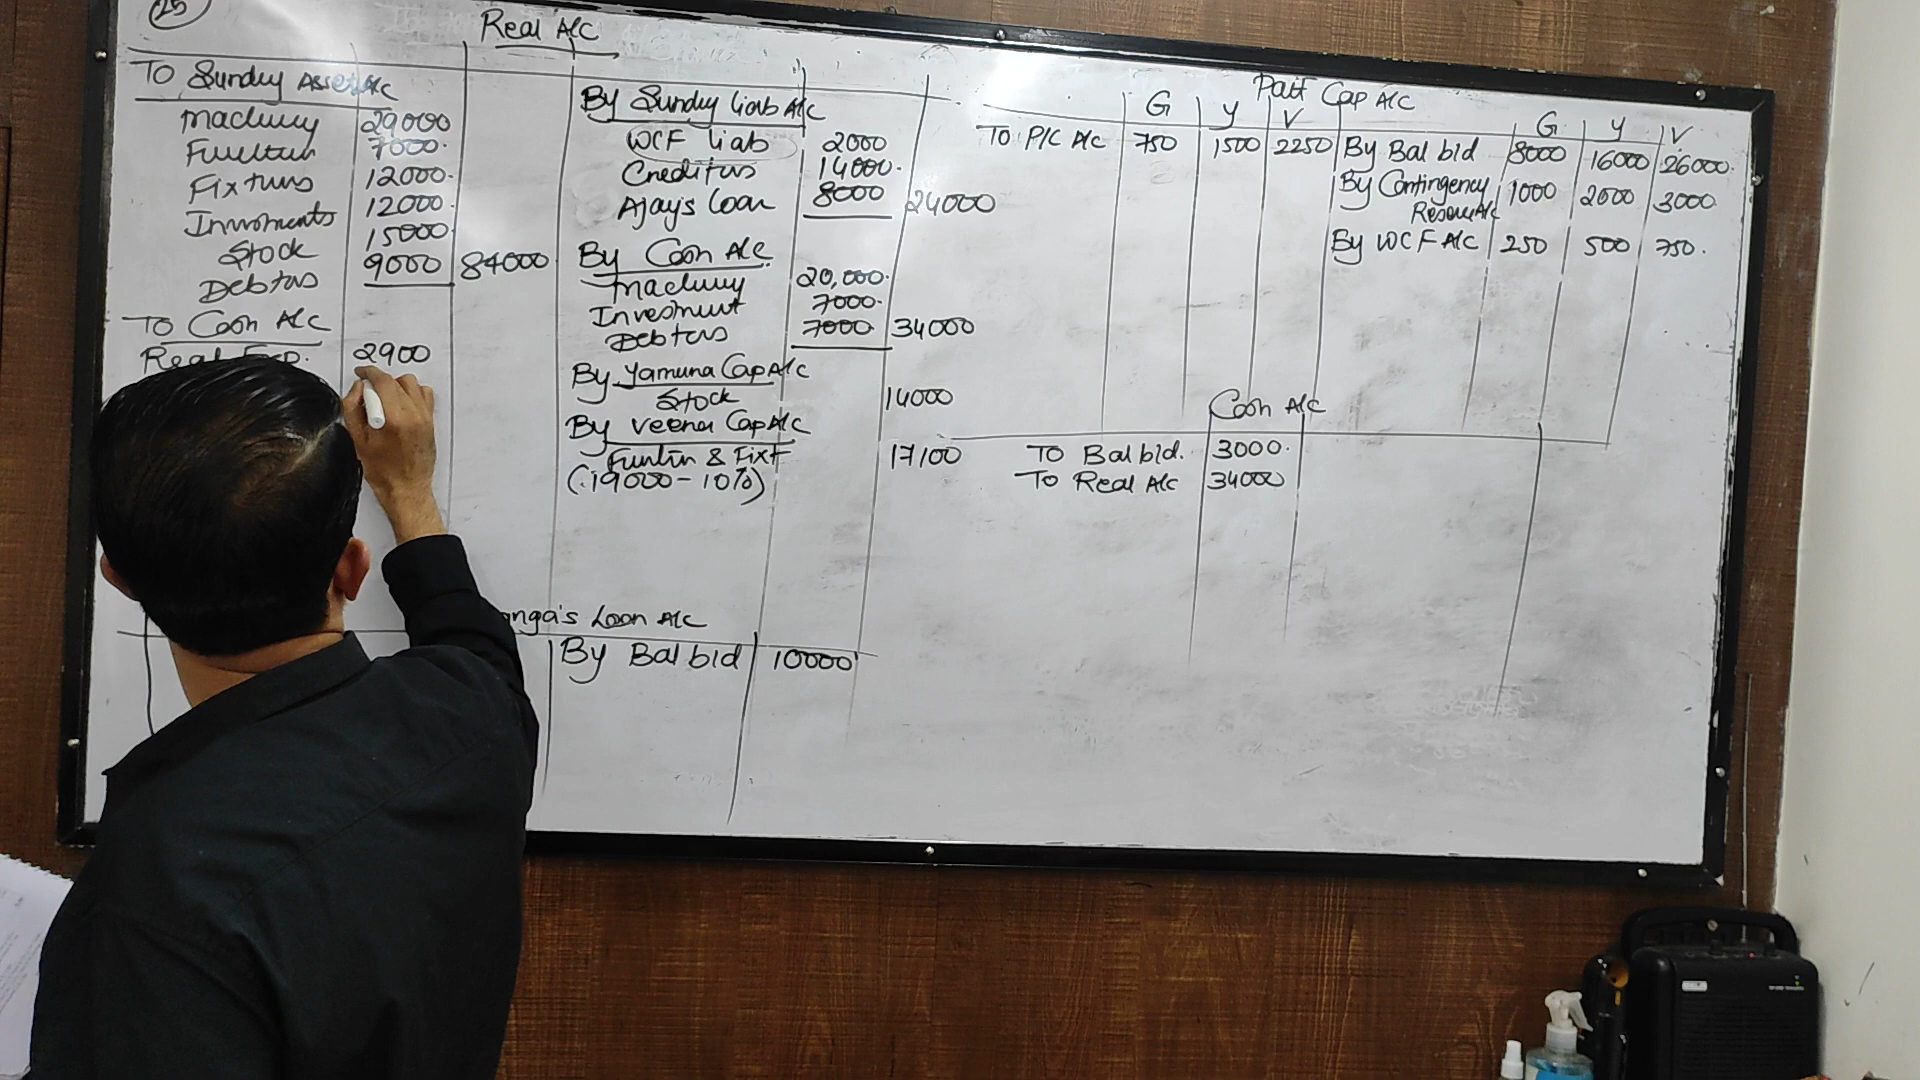 25
Real A/c
To Sundry Assets A/c
Machinery 29000
Furniture 7000
Fixtures 12000
Investments 12000
Stock 15000
Debtors 9000 84000
To Cash A/c
Real Exp. 2900
By Sundry liab A/c
WCF liab 2000
Creditors 14000
Ajay's Loan 8000 24000
By Cash A/c
Machinery 20,000
Investment 7000
Debtors 7000 34000
By Yamuna Cap A/c
Stock 14000
By Veena Cap A/c
Furniture & Fixt 17100
(19000 - 10%)
anga's Loan A/c
By Bal b/d 10000
Part Cap A/c
G Y V G Y V
To P/L A/c 750 1500 2250 By Bal b/d 8000 16000 26000
By Contingency 1000 2000 3000
Reserve A/c
By WCF A/c 250 500 750
Cash A/c
To Bal b/d. 3000
To Real A/c 34000